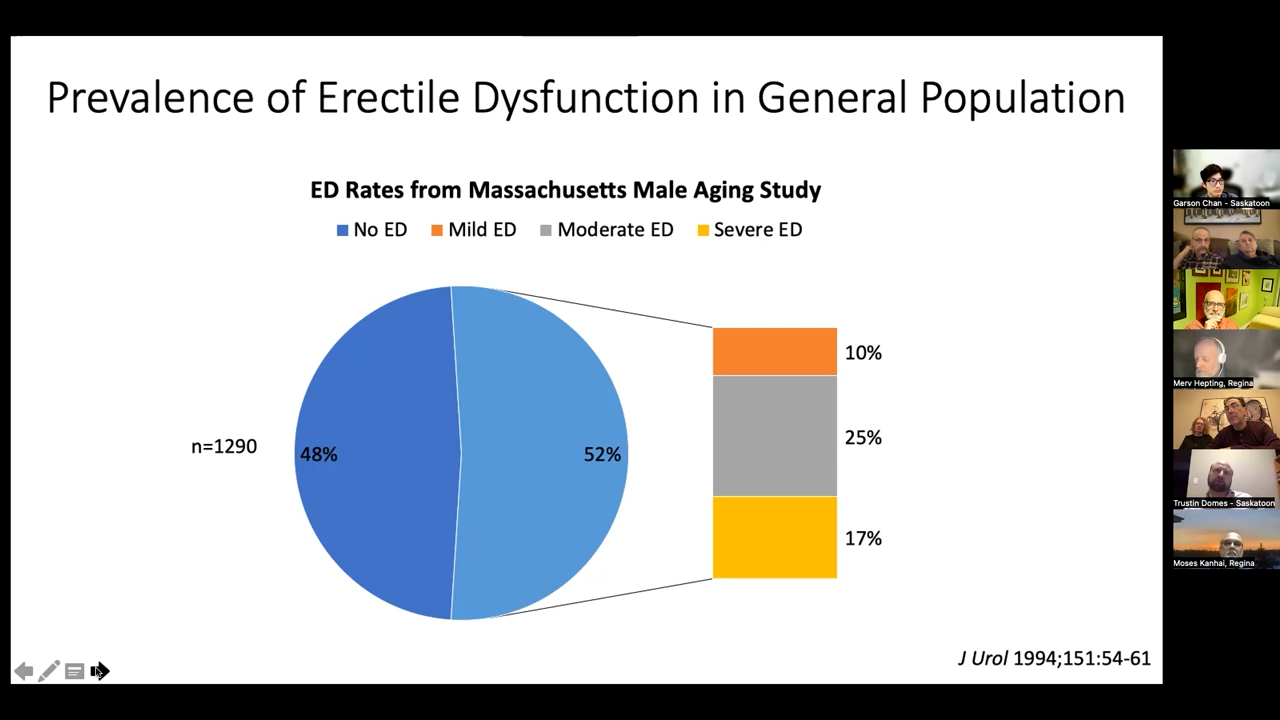 Prevalence of Erectile Dysfunction in General Population
ED Rates from Massachusetts Male Aging Study
No ED Mild ED Moderate ED Severe ED
10%
25%
n=1290
48%
52%
17%
J Urol 1994;151:54-61
Garson Chan - Saskatoon
Merv Hepting, Regina
Trustin Domes - Saskatoon
Moses Kanhai, Regina